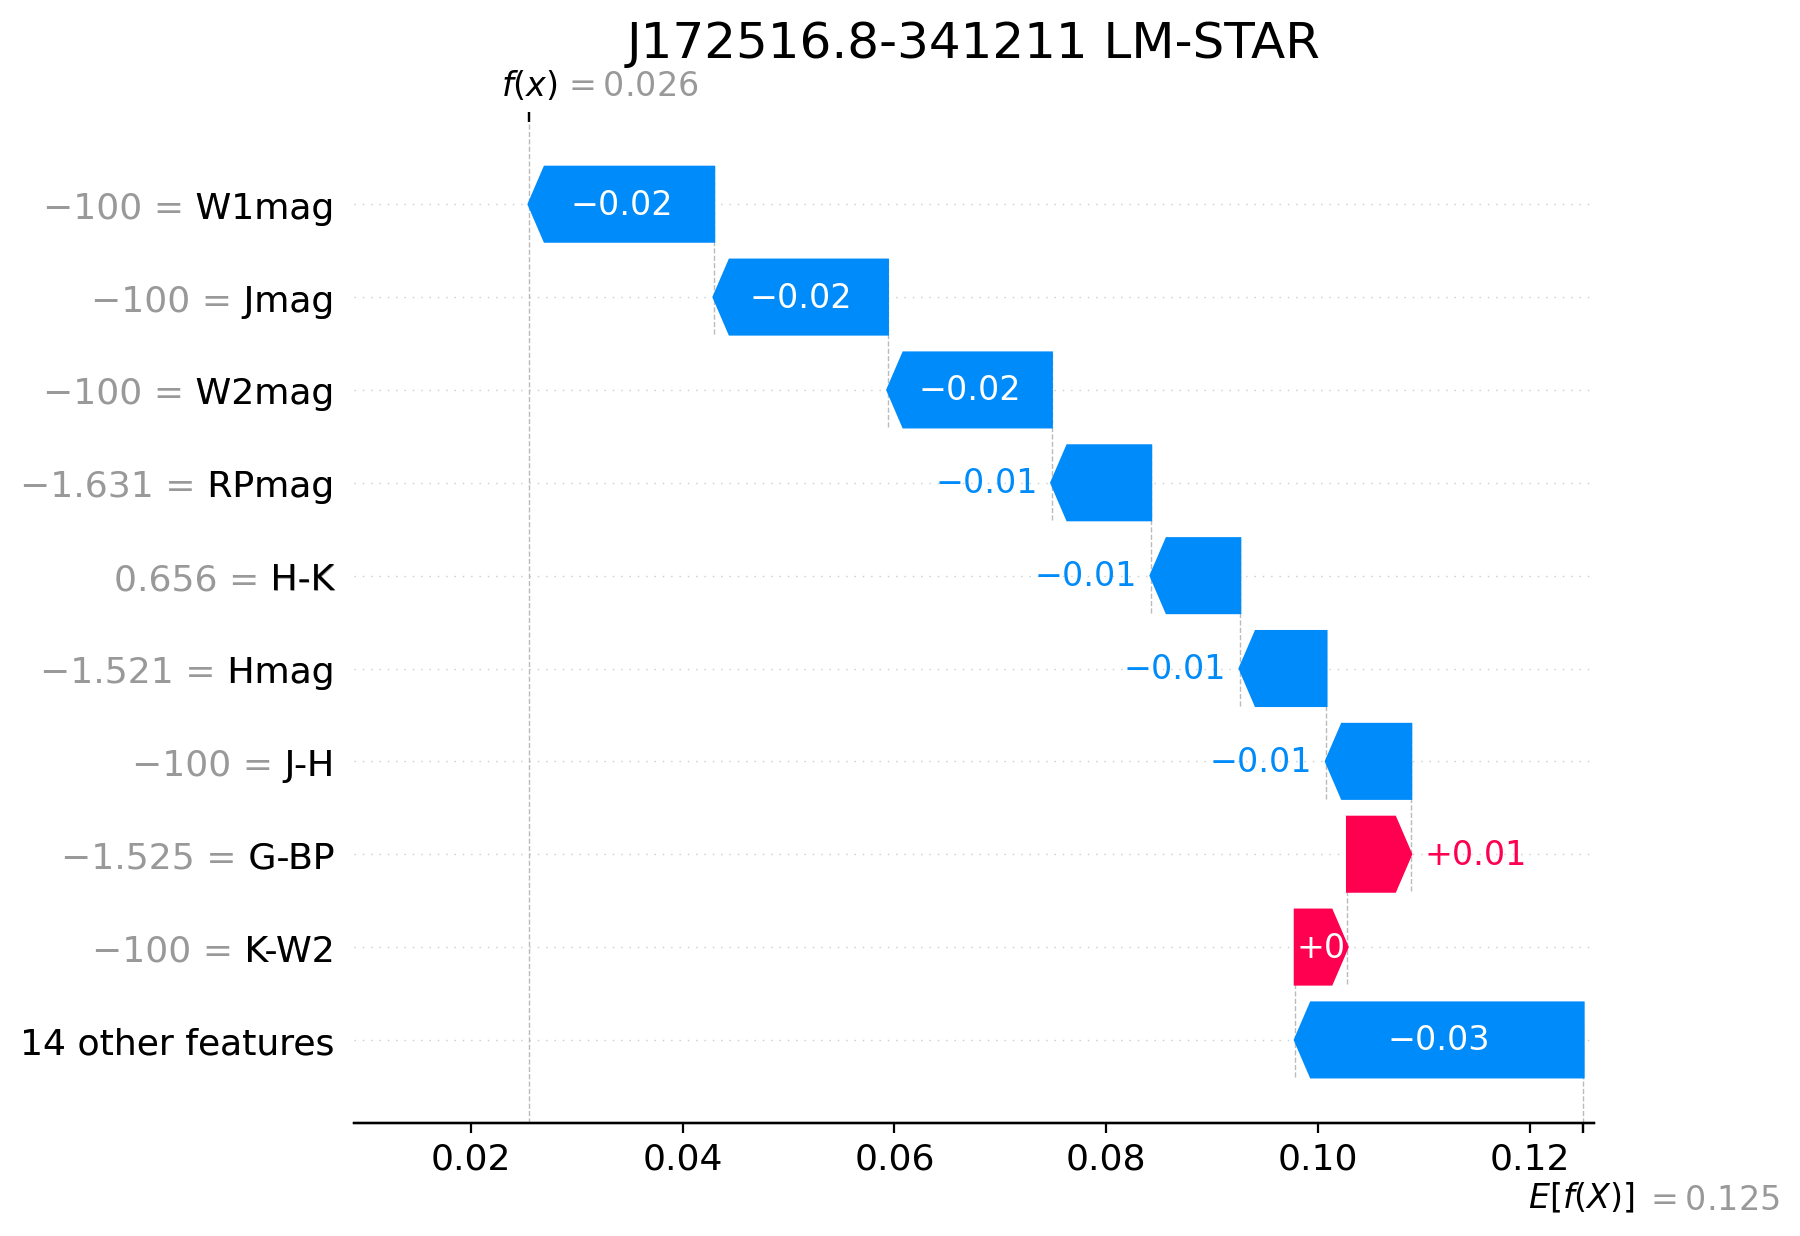 J172516.8-341211 LM-STAR
f(x) = 0.026
−100 = W1mag −0.02
−100 = Jmag −0.02
−100 = W2mag −0.02
−1.631 = RPmag −0.01
0.656 = H-K −0.01
−1.521 = Hmag −0.01
−100 = J-H −0.01
−1.525 = G-BP +0.01
−100 = K-W2 +0
14 other features −0.03
0.02 0.04 0.06 0.08 0.10 0.12
E[f(X)] = 0.125